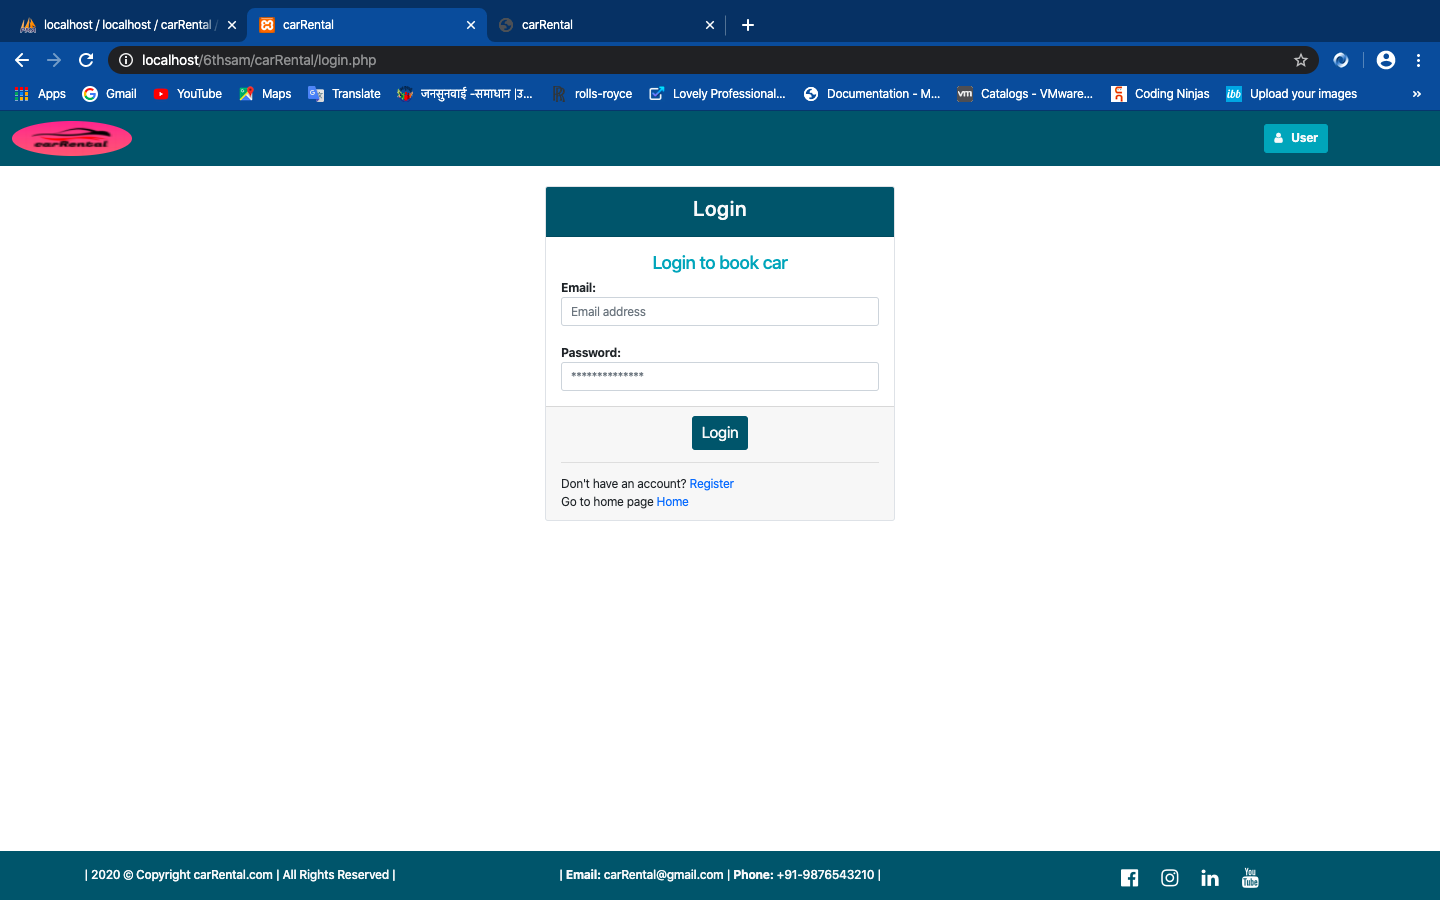 localhost / localhost / carRental /
carRental
carRental
localhost/6thsam/carRental/login.php
Apps
Gmail
YouTube
Maps
Translate
जनसुनवाई -समाधान |उ...
rolls-royce
Lovely Professional...
Documentation - M...
vm
Catalogs - VMware...
Coding Ninjas
ibb
Upload your images
»
carRental
User
Login
Login to book car
Email:
Email address
Password:
**************
Login
Don't have an account? Register
Go to home page Home
| 2020 © Copyright carRental.com | All Rights Reserved |
| Email: carRental@gmail.com | Phone: +91-9876543210 |
You
Tube